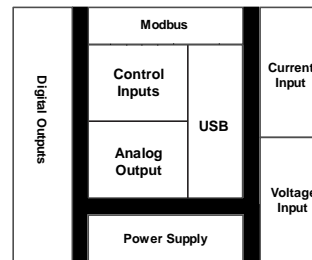 Modbus
Digital Outputs
Control
Inputs
USB
Analog
Output
Current
Input
Voltage
Input
Power Supply